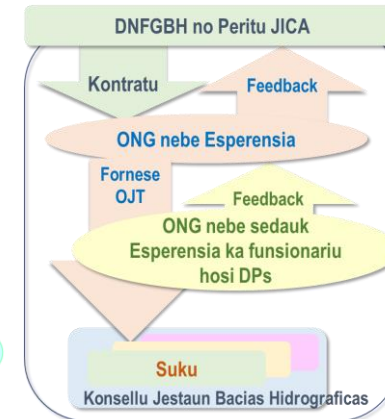 DNFGBH no Peritu JICA
Kontratu
Feedback
ONG nebe Esperensia
Fornese
OJT
Feedback
ONG nebe sedauk
Esperensia ka funsionariu
hosi DPs
Suku
Konsellu Jestaun Bacias Hidrograficas